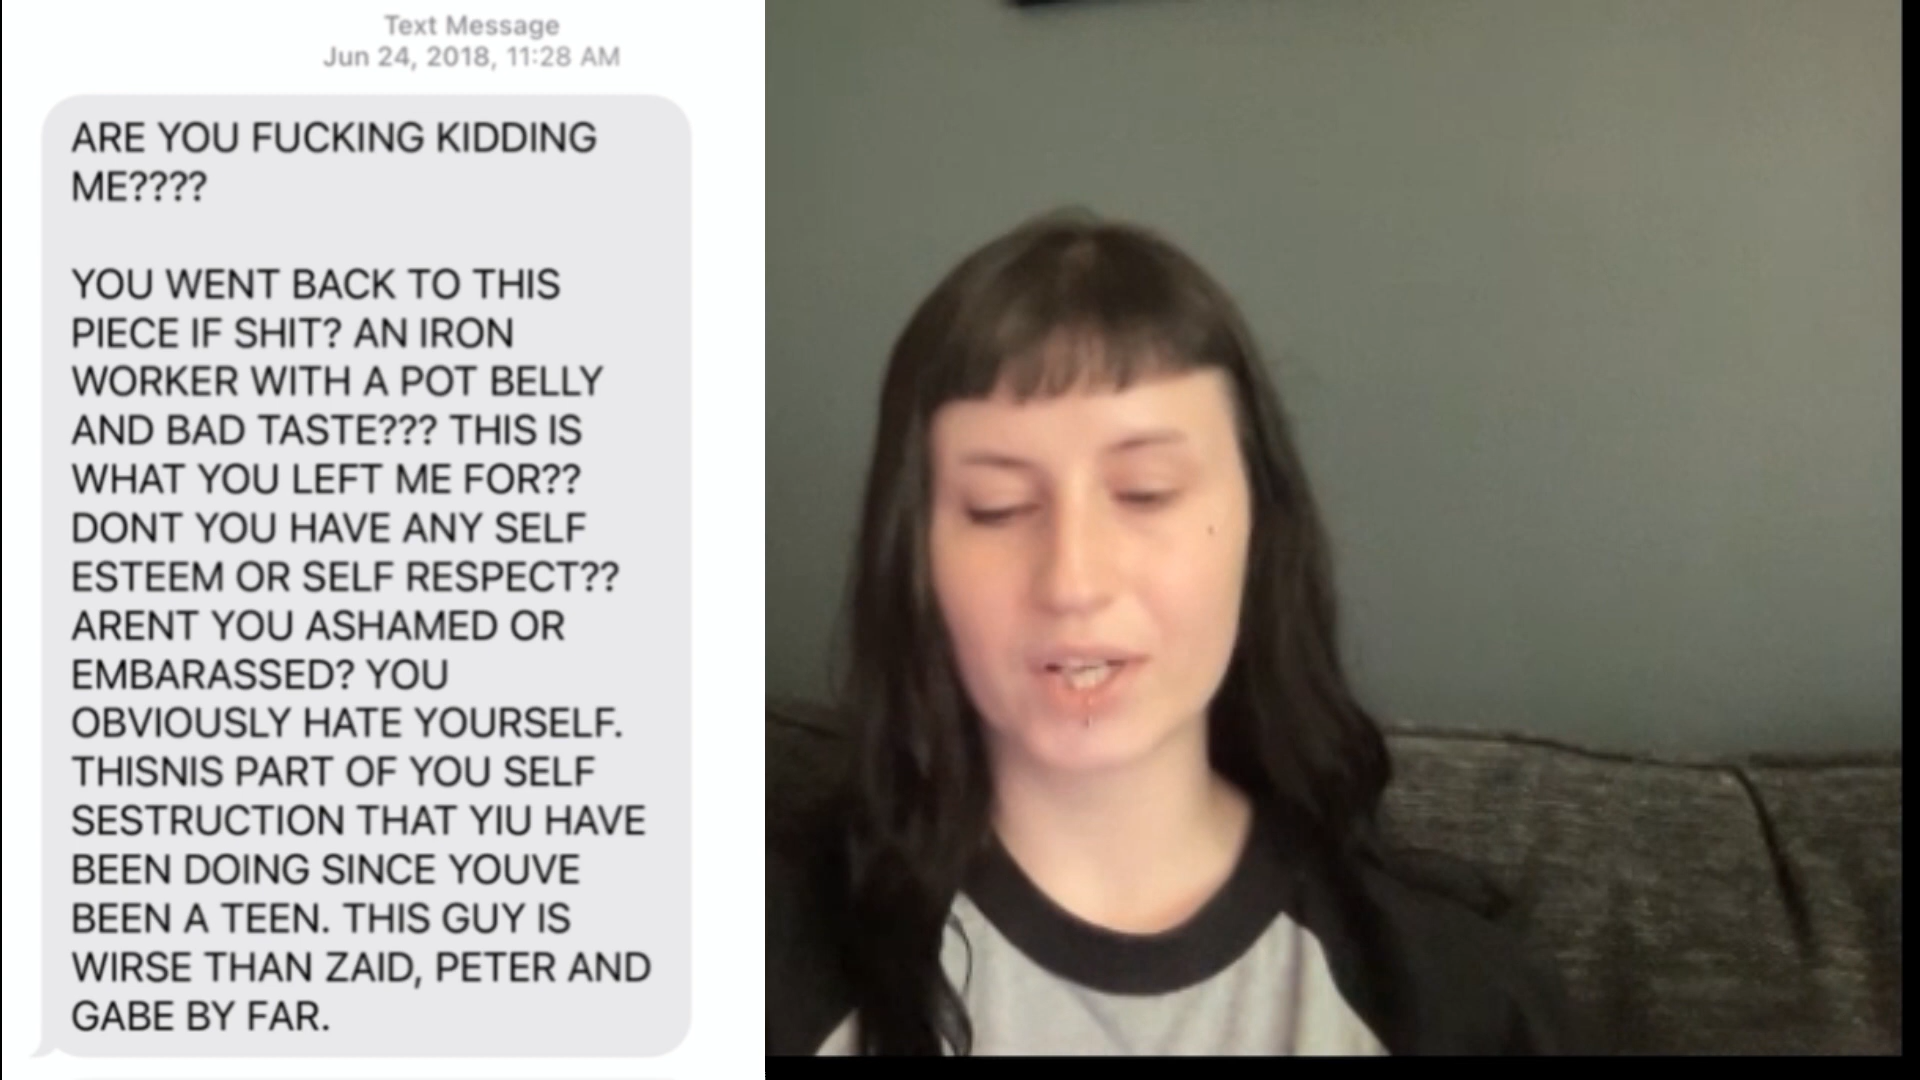 Text Message
Jun 24, 2018, 11:28 AM
ARE YOU FUCKING KIDDING
ME????
YOU WENT BACK TO THIS
PIECE IF SHIT? AN IRON
WORKER WITH A POT BELLY
AND BAD TASTE??? THIS IS
WHAT YOU LEFT ME FOR??
DONT YOU HAVE ANY SELF
ESTEEM OR SELF RESPECT??
ARENT YOU ASHAMED OR
EMBARASSED? YOU
OBVIOUSLY HATE YOURSELF.
THISNIS PART OF YOU SELF
SESTRUCTION THAT YIU HAVE
BEEN DOING SINCE YOUVE
BEEN A TEEN. THIS GUY IS
WIRSE THAN ZAID, PETER AND
GABE BY FAR.